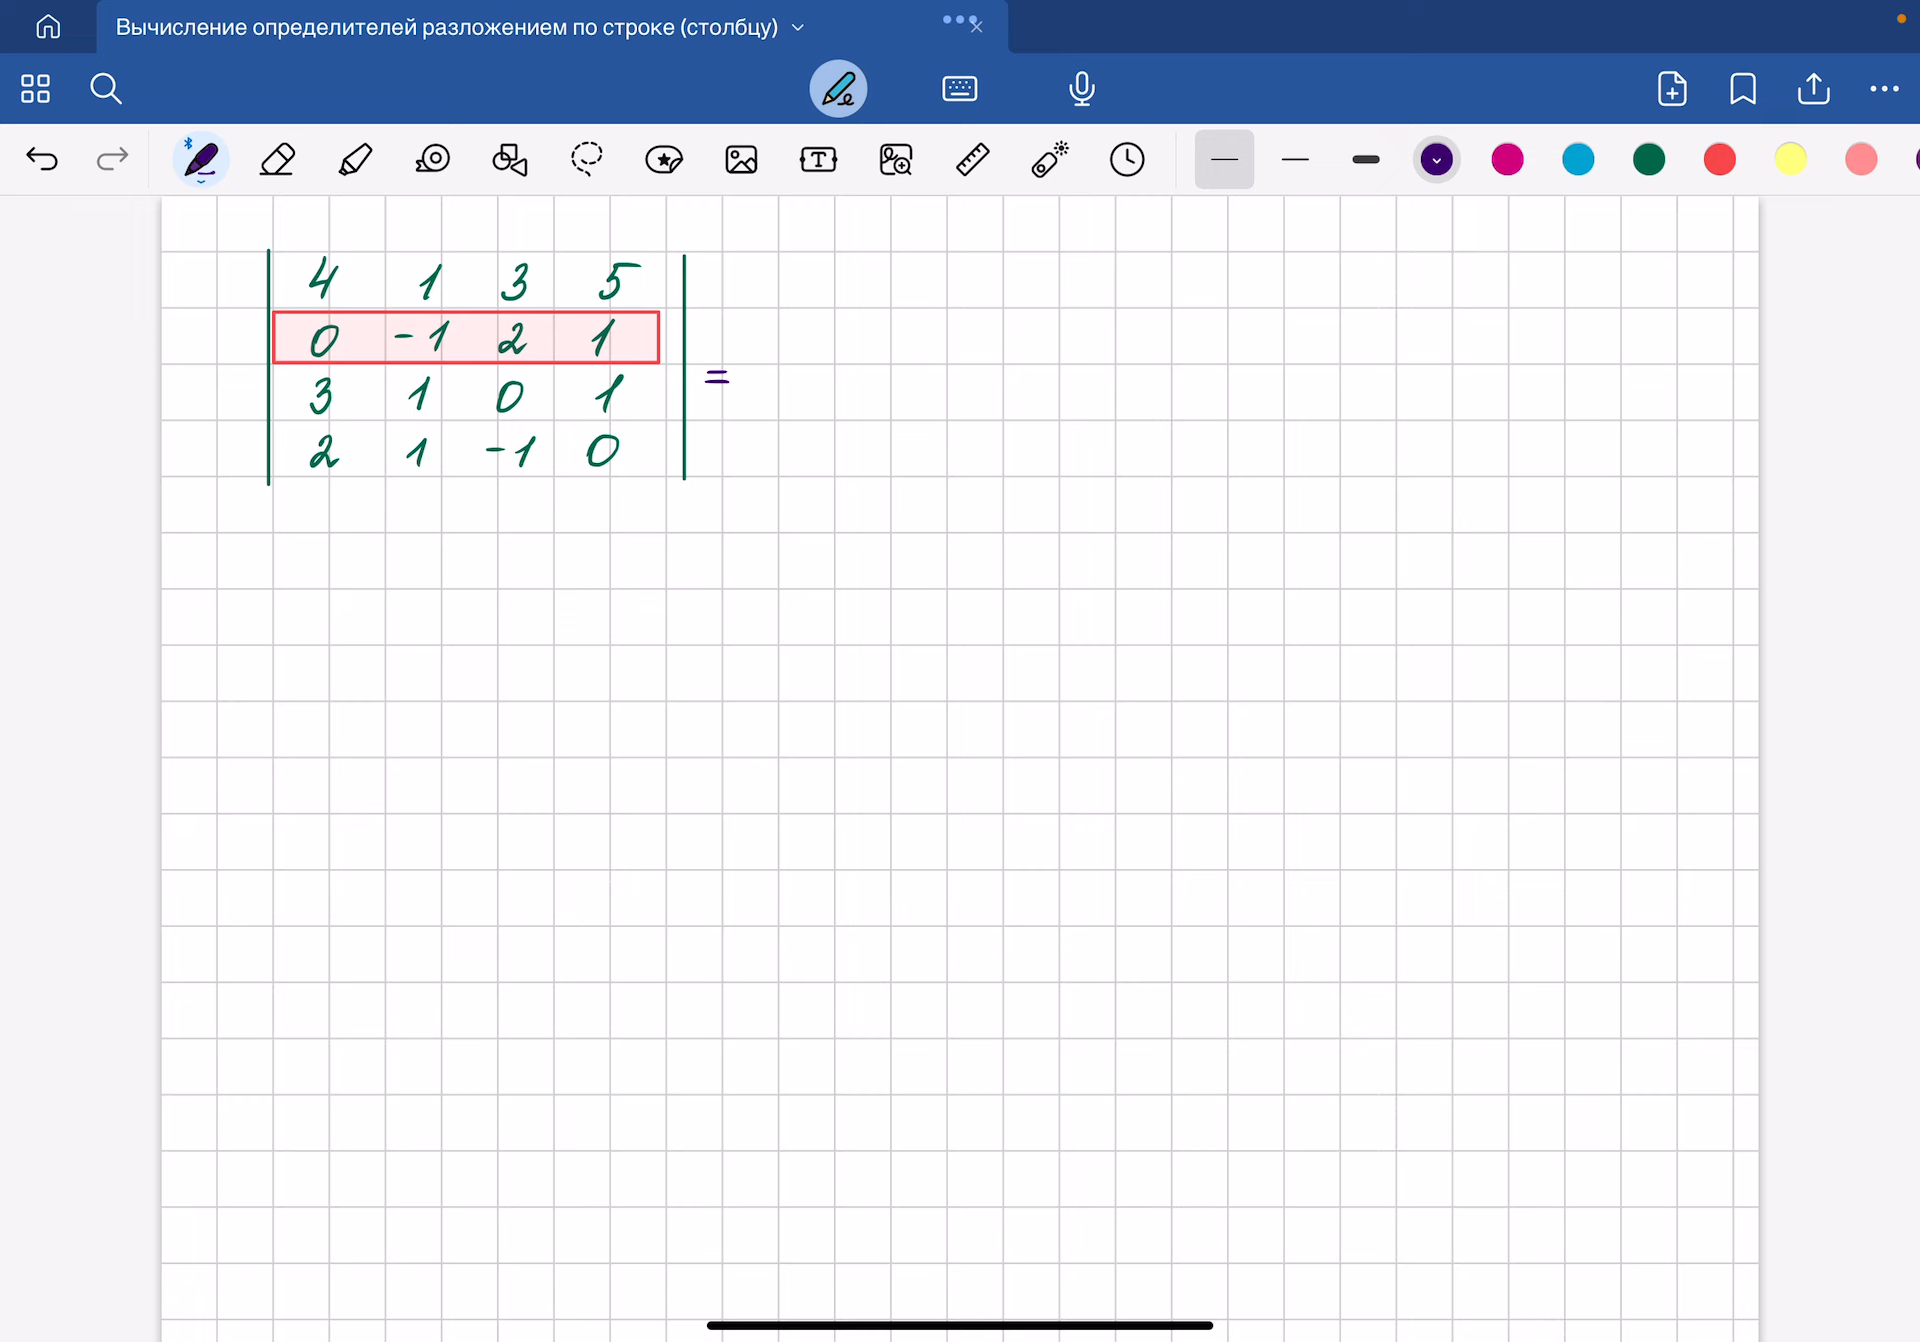 Вычисление определителей разложением по строке (столбцу)
4 1 3 5
0 -1 2 1
=
3 1 0 1
2 1 -1 0